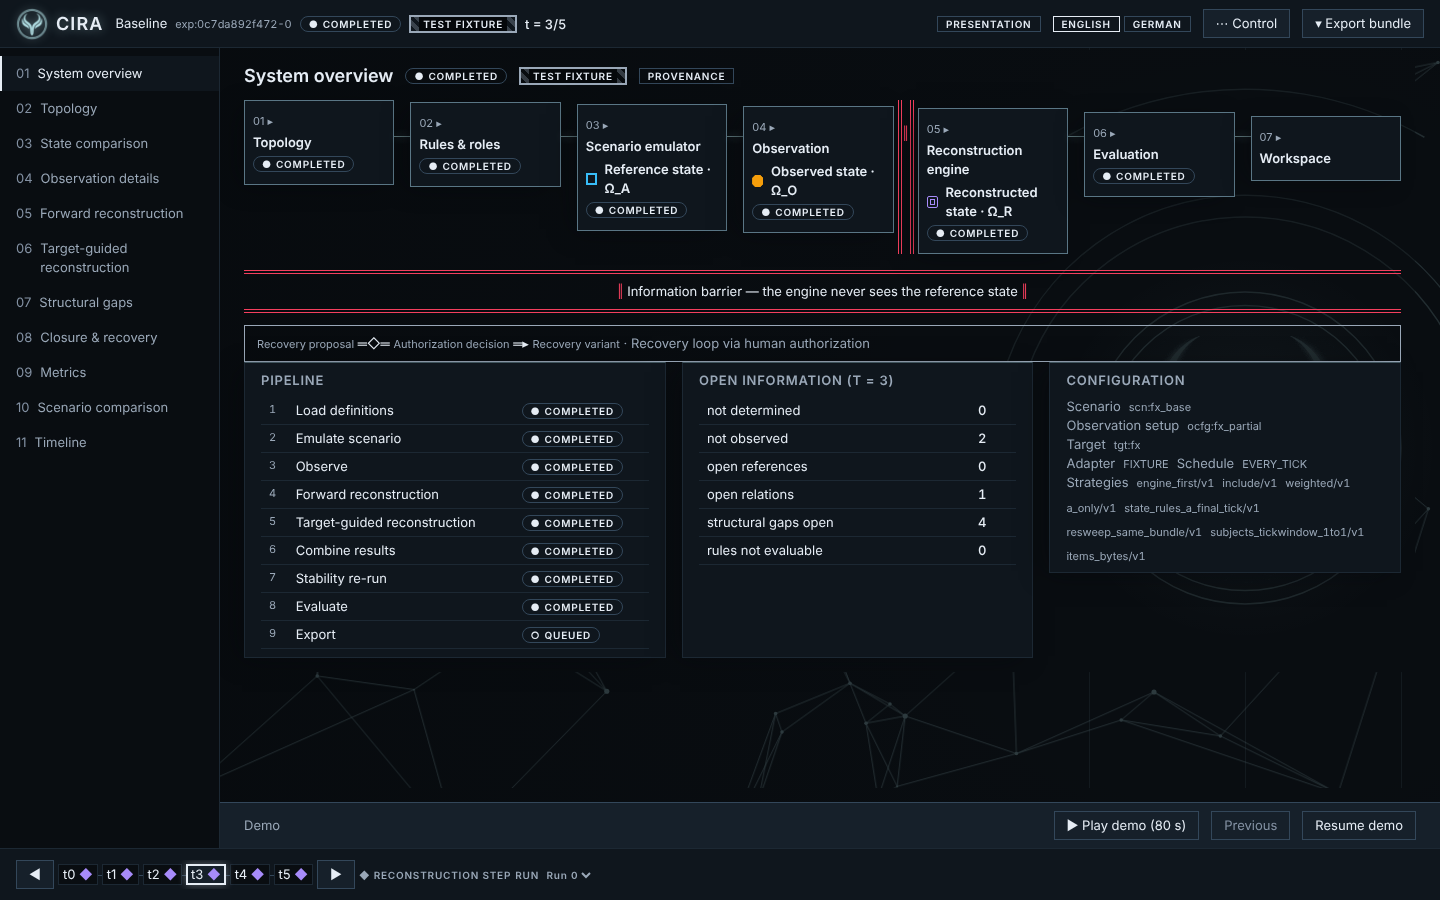 CIRA Baseline exp:0c7da892f472-0 COMPLETED TEST FIXTURE t = 3/5 PRESENTATION ENGLISH GERMAN ··· Control ▾ Export bundle
01 System overview
02 Topology
03 State comparison
04 Observation details
05 Forward reconstruction
06 Target-guided
reconstruction
07 Structural gaps
08 Closure & recovery
09 Metrics
10 Scenario comparison
11 Timeline
System overview COMPLETED TEST FIXTURE PROVENANCE
01 ▸
Topology
COMPLETED
02 ▸
Rules & roles
COMPLETED
03 ▸
Scenario emulator
Reference state ·
Ω_A
COMPLETED
04 ▸
Observation
Observed state ·
Ω_O
COMPLETED
05 ▸
Reconstruction
engine
Reconstructed
state · Ω_R
COMPLETED
06 ▸
Evaluation
COMPLETED
07 ▸
Workspace
Information barrier — the engine never sees the reference state
Recovery proposal Authorization decision Recovery variant · Recovery loop via human authorization
PIPELINE
1 Load definitions COMPLETED
2 Emulate scenario COMPLETED
3 Observe COMPLETED
4 Forward reconstruction COMPLETED
5 Target-guided reconstruction COMPLETED
6 Combine results COMPLETED
7 Stability re-run COMPLETED
8 Evaluate COMPLETED
9 Export QUEUED
OPEN INFORMATION (T = 3)
not determined 0
not observed 2
open references 0
open relations 1
structural gaps open 4
rules not evaluable 0
CONFIGURATION
Scenario scn:fx_base
Observation setup ocfg:fx_partial
Target tgt:fx
Adapter FIXTURE Schedule EVERY_TICK
Strategies engine_first/v1 include/v1 weighted/v1
a_only/v1 state_rules_a_final_tick/v1
resweep_same_bundle/v1 subjects_tickwindow_1to1/v1
items_bytes/v1
Demo ▶ Play demo (80 s) Previous Resume demo
◀ t0 ◆ t1 ◆ t2 ◆ t3 ◆ t4 ◆ t5 ◆ ▶ ◆ RECONSTRUCTION STEP RUN Run 0